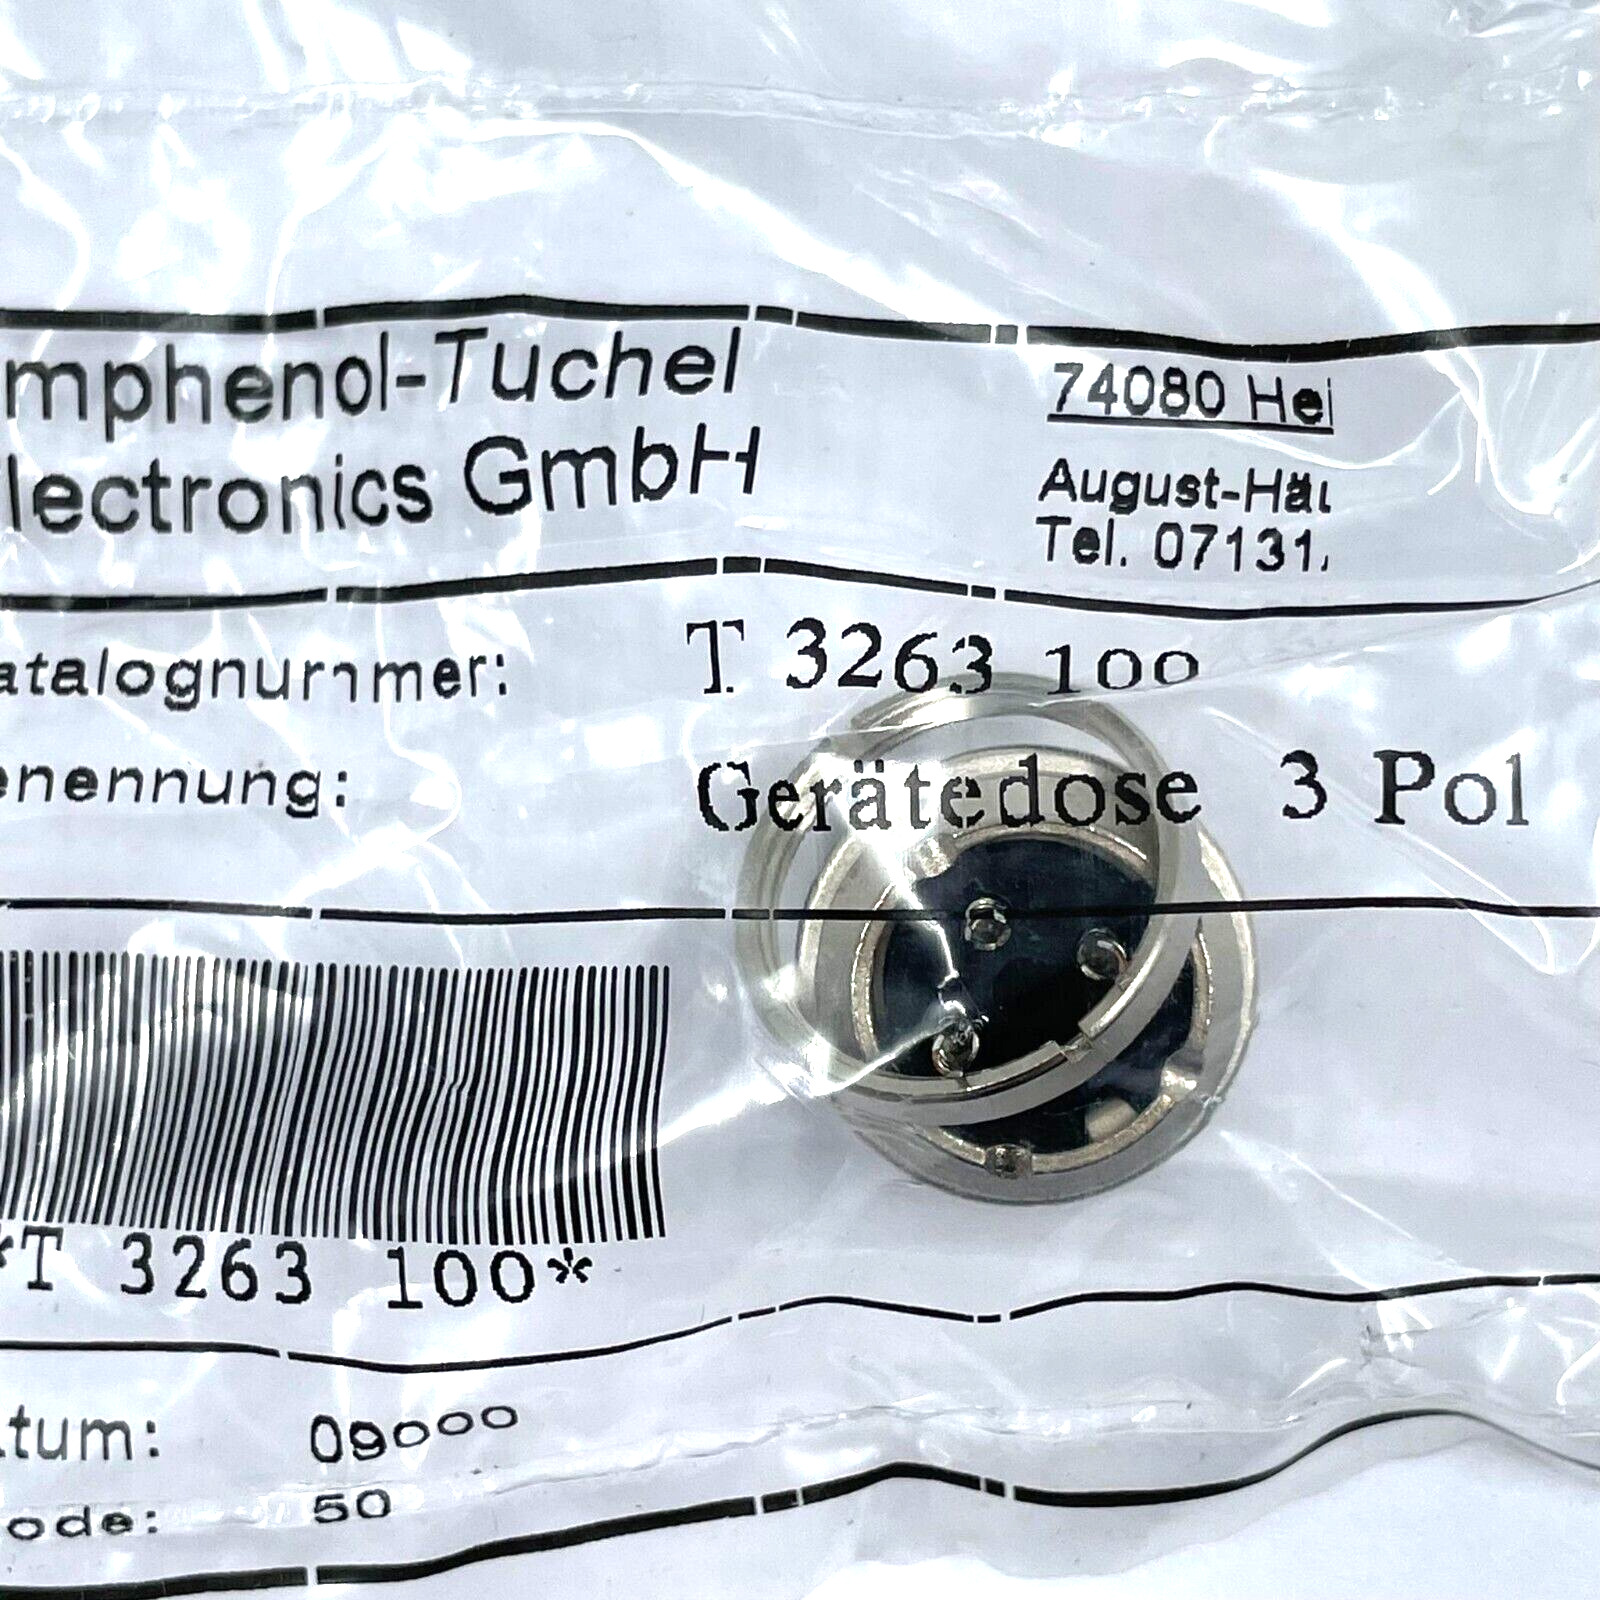 mphenol-Tuchel
lectronics GmbH
74080 Hei
August-Häu
Tel. 07131/
atalognummer: T 3263 100
enennung: Gerätedose 3 Pol
*T 3263 100*
tum: 09000
ode: 50